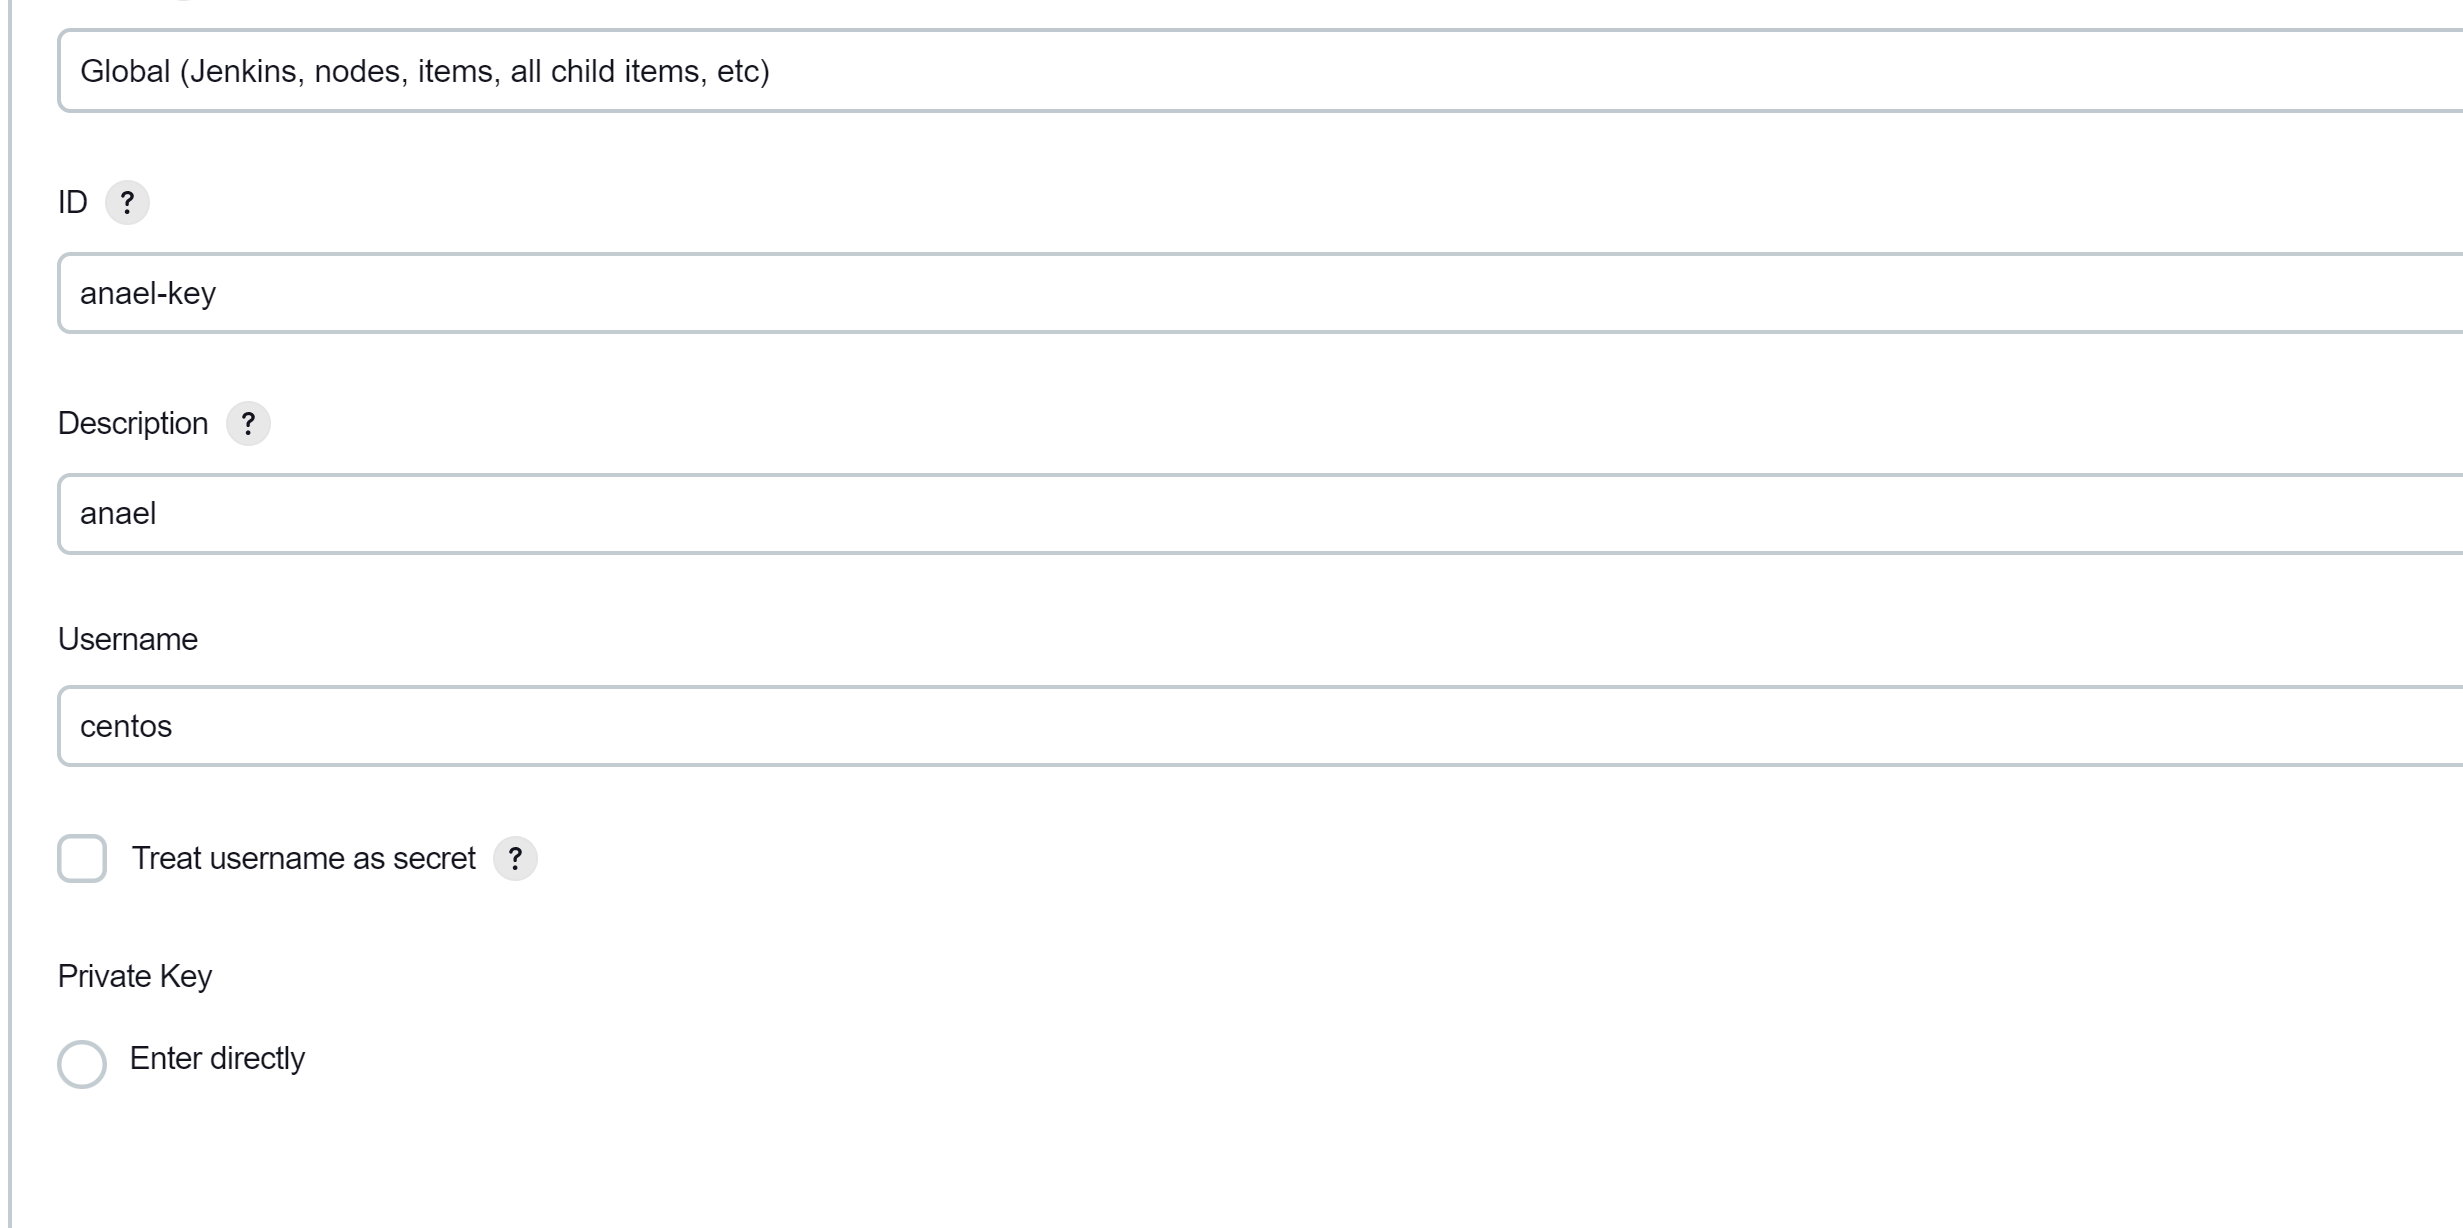 Global (Jenkins, nodes, items, all child items, etc)
ID ?
anael-key
Description ?
anael
Username
centos
Treat username as secret ?
Private Key
Enter directly